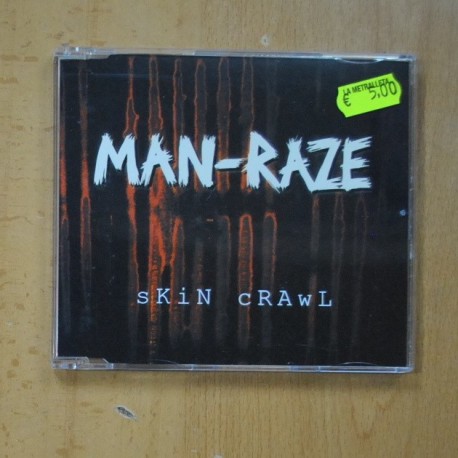 LA METRALLETA
€ 5,00
MAN-RAZE
sKiN cRAwL